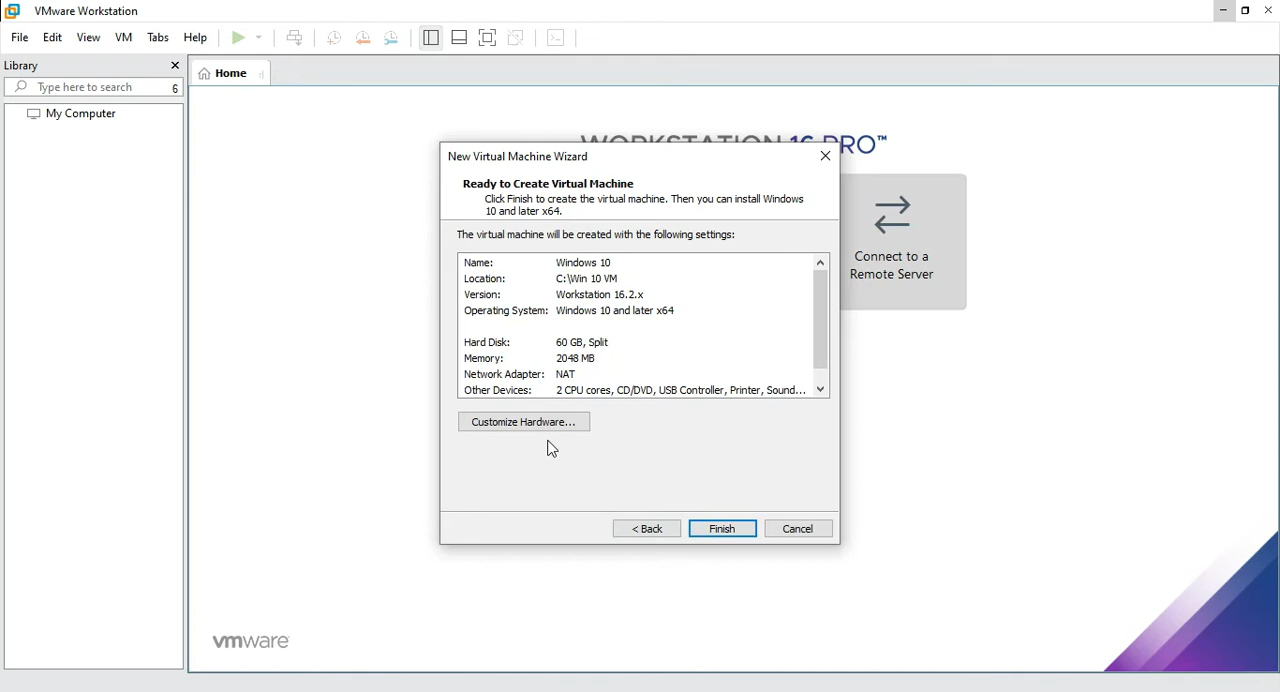 VMware Workstation
File Edit View VM Tabs Help
Library
Type here to search 6
My Computer
Home
WORKSTATION 16 PRO™
Connect to a
Remote Server
New Virtual Machine Wizard
Ready to Create Virtual Machine
Click Finish to create the virtual machine. Then you can install Windows
10 and later x64.
The virtual machine will be created with the following settings:
Name: Windows 10
Location: C:\Win 10 VM
Version: Workstation 16.2.x
Operating System: Windows 10 and later x64
Hard Disk: 60 GB, Split
Memory: 2048 MB
Network Adapter: NAT
Other Devices: 2 CPU cores, CD/DVD, USB Controller, Printer, Sound...
Customize Hardware...
< Back Finish Cancel
vmware